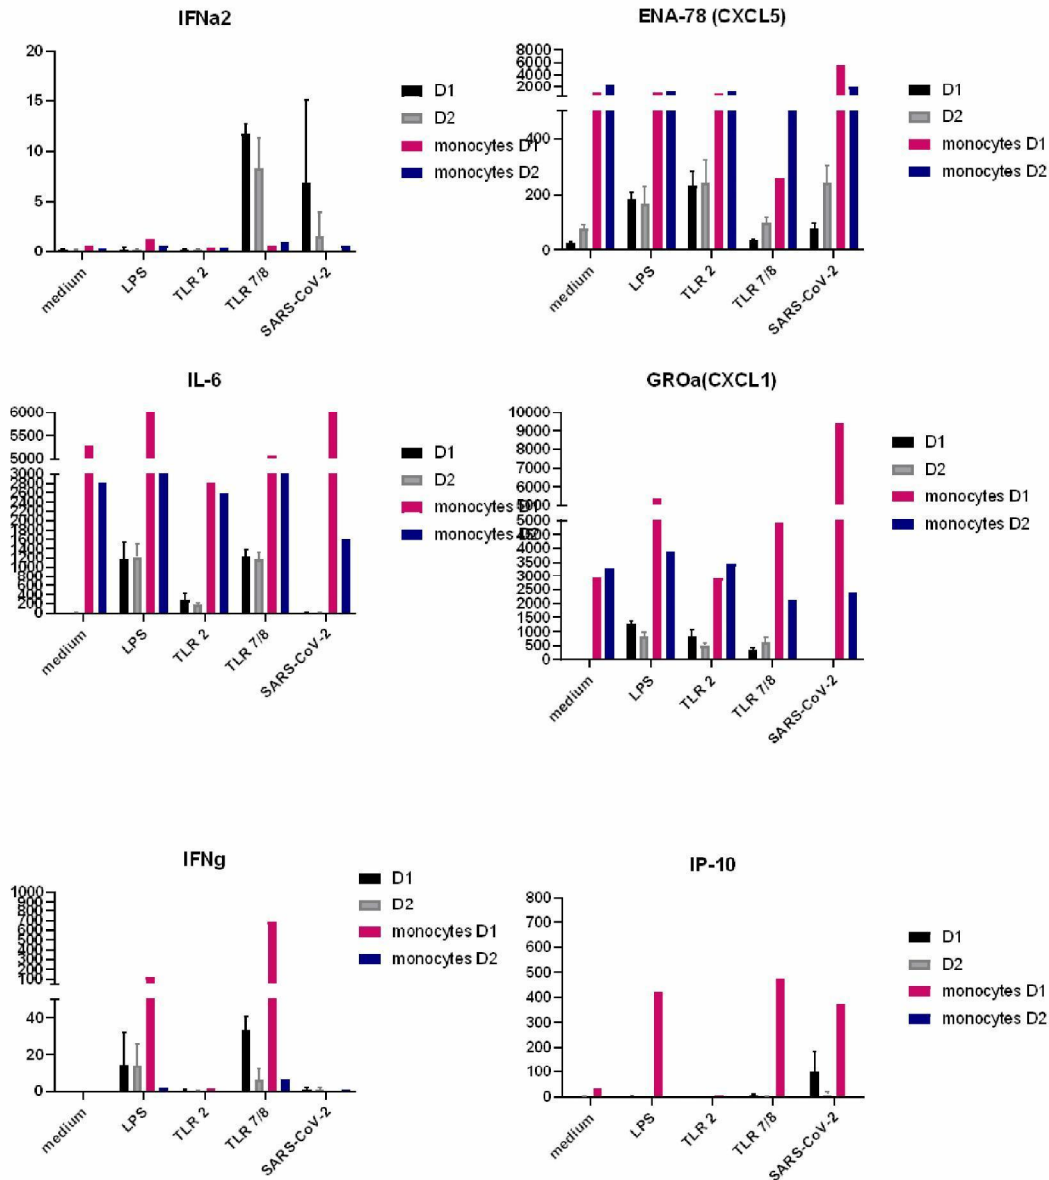 IFNa2
20
15
10
5
0
medium
LPS
TLR 2
TLR 7/8
SARS-CoV-2
D1
D2
monocytes D1
monocytes D2
ENA-78 (CXCL5)
8000
6000
4000
2000
400
200
0
medium
LPS
TLR 2
TLR 7/8
SARS-CoV-2
D1
D2
monocytes D1
monocytes D2
IL-6
6000
5500
5000
3000
2800
2600
2400
2200
2000
1800
1600
1400
1200
1000
800
600
400
200
0
medium
LPS
TLR 2
TLR 7/8
SARS-CoV-2
D1
D2
monocytes D1
monocytes D2
GROa(CXCL1)
10000
9000
8000
7000
6000
5000
5000
4500
4000
3500
3000
2500
2000
1500
1000
500
0
medium
LPS
TLR 2
TLR 7/8
SARS-CoV-2
D1
D2
monocytes D1
monocytes D2
IFNg
1000
900
800
700
600
500
400
300
200
100
40
20
0
medium
LPS
TLR 2
TLR 7/8
SARS-CoV-2
D1
D2
monocytes D1
monocytes D2
IP-10
800
700
600
500
400
300
200
100
0
medium
LPS
TLR 2
TLR 7/8
SARS-CoV-2
D1
D2
monocytes D1
monocytes D2